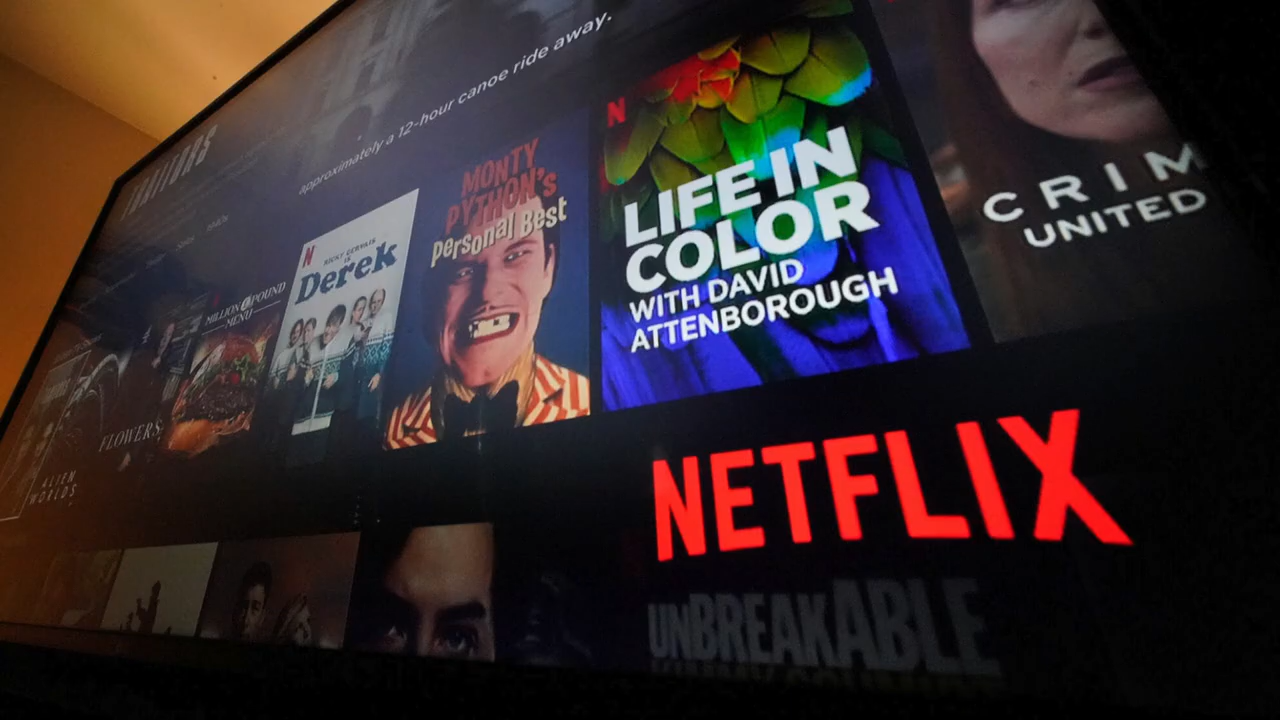 approximately a 12-hour canoe ride away.
TRAITORS
MILLION £ POUND
MENU
N
RICKY GERVAIS
IS
Derek
MONTY
PYTHON'S
Personal Best
N
LIFE IN
COLOR
WITH DAVID
ATTENBOROUGH
CRIM
UNITED
FLOWERS
ALIEN
WORLDS
NETFLIX
UNBREAKABLE